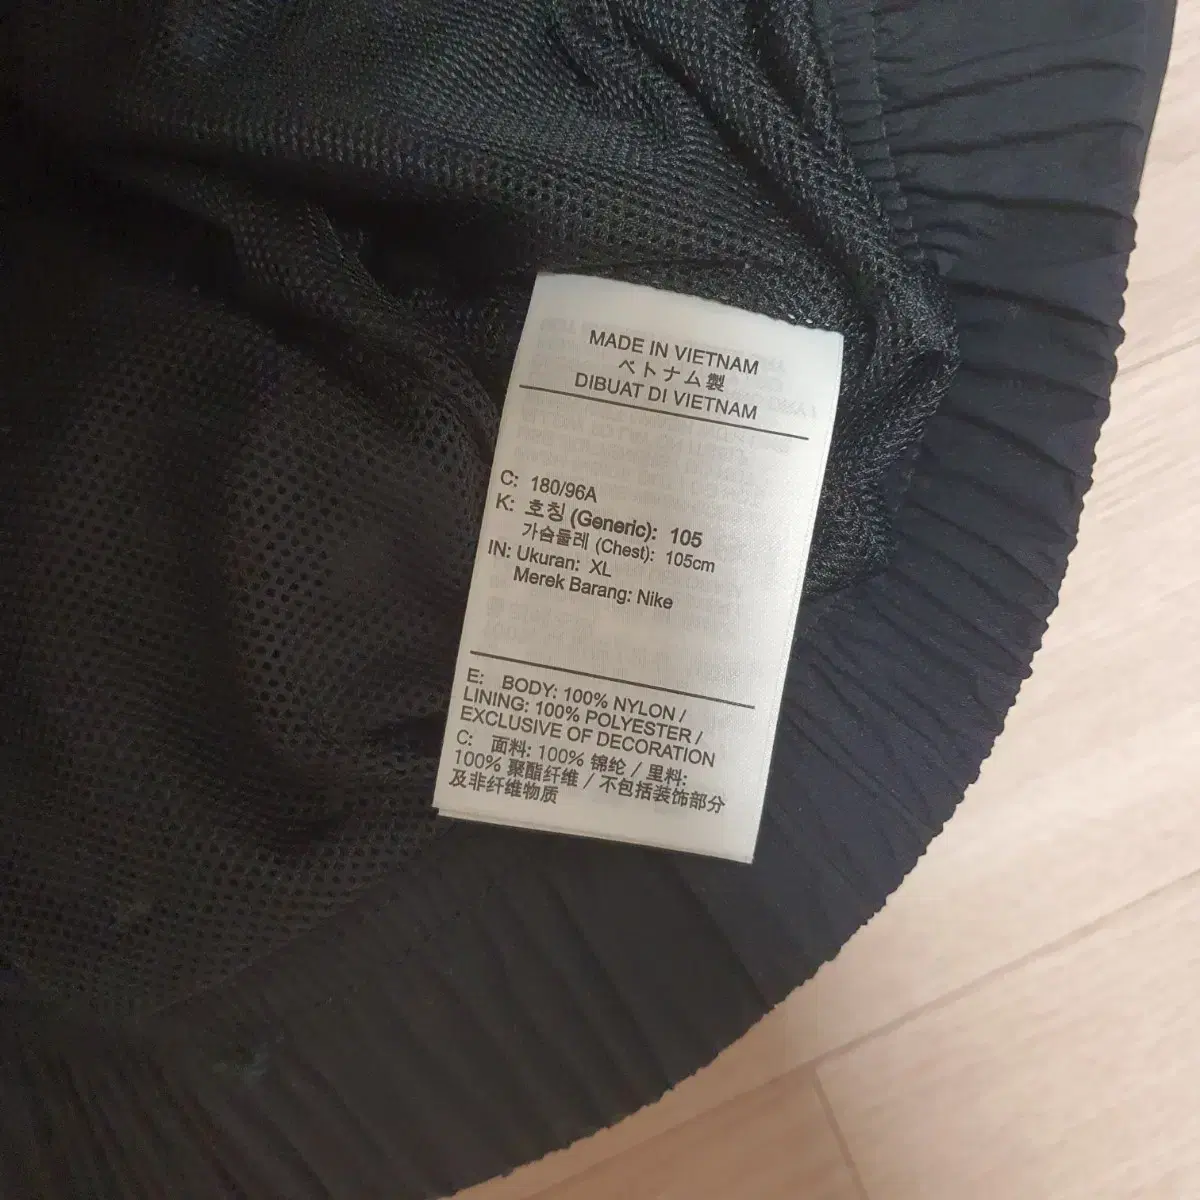 MADE IN VIETNAM
ベトナム製
DIBUAT DI VIETNAM
C: 180/96A
K: 호칭 (Generic): 105
가슴둘레 (Chest): 105cm
IN: Ukuran: XL
Merek Barang: Nike
E: BODY: 100% NYLON /
LINING: 100% POLYESTER /
EXCLUSIVE OF DECORATION
C: 面料: 100% 锦纶 / 里料:
100% 聚酯纤维 / 不包括装饰部分
及非纤维物质